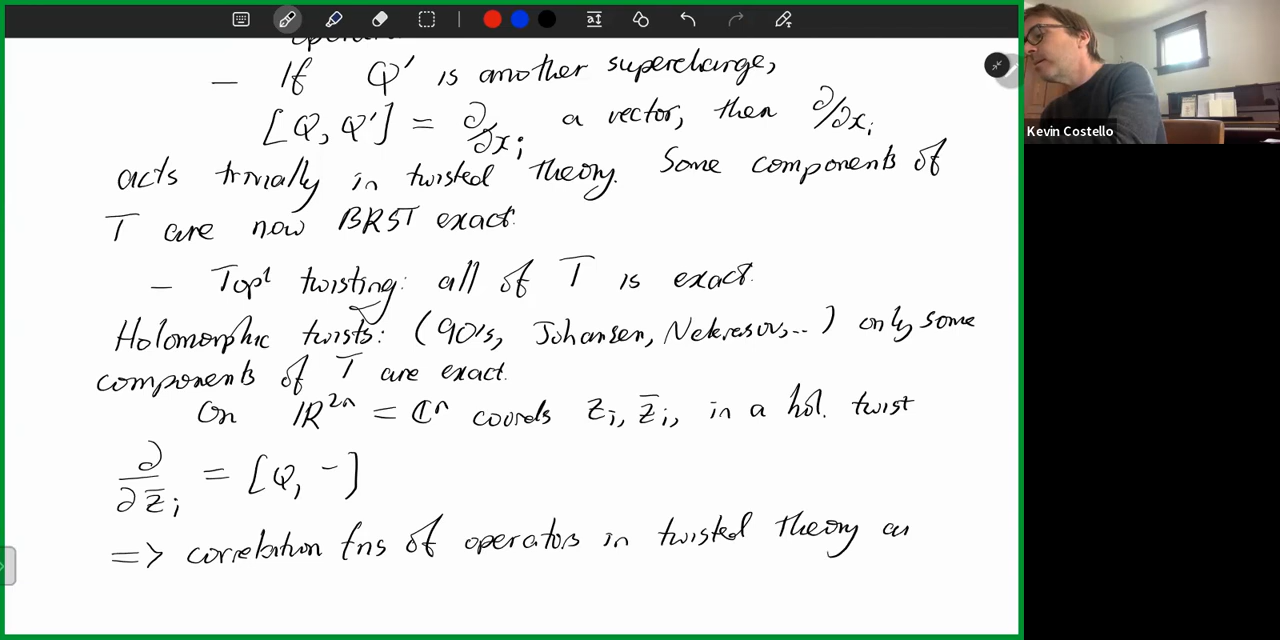 - If Q' is another supercharge,
[Q, Q'] = ∂/∂x_i a vector, then ∂/∂x_i
acts trivially in twisted theory. Some components of
T are now BRST exact.
- Topl twisting: all of T is exact.
Holomorphic twists: (90's, Johansen, Nekrasov, ...) only some
components of T are exact.
On ℝ^{2n} = ℂ^n coords z_i, z̄_i, in a hol. twist
∂/∂z̄_i = [Q, -]
=> correlation fns of operators in twisted theory an
Kevin Costello